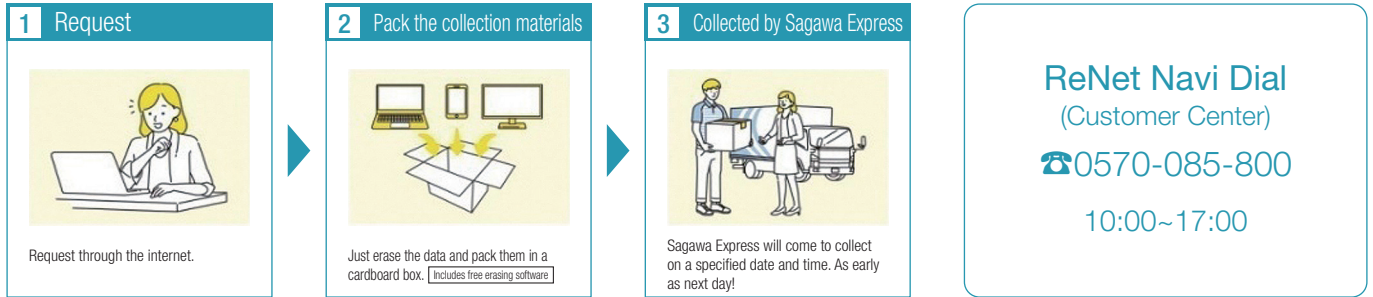 1 Request
Request through the internet.
2 Pack the collection materials
Just erase the data and pack them in a
cardboard box. Includes free erasing software
3 Collected by Sagawa Express
Sagawa Express will come to collect
on a specified date and time. As early
as next day!
ReNet Navi Dial
(Customer Center)
☎0570-085-800
10:00~17:00